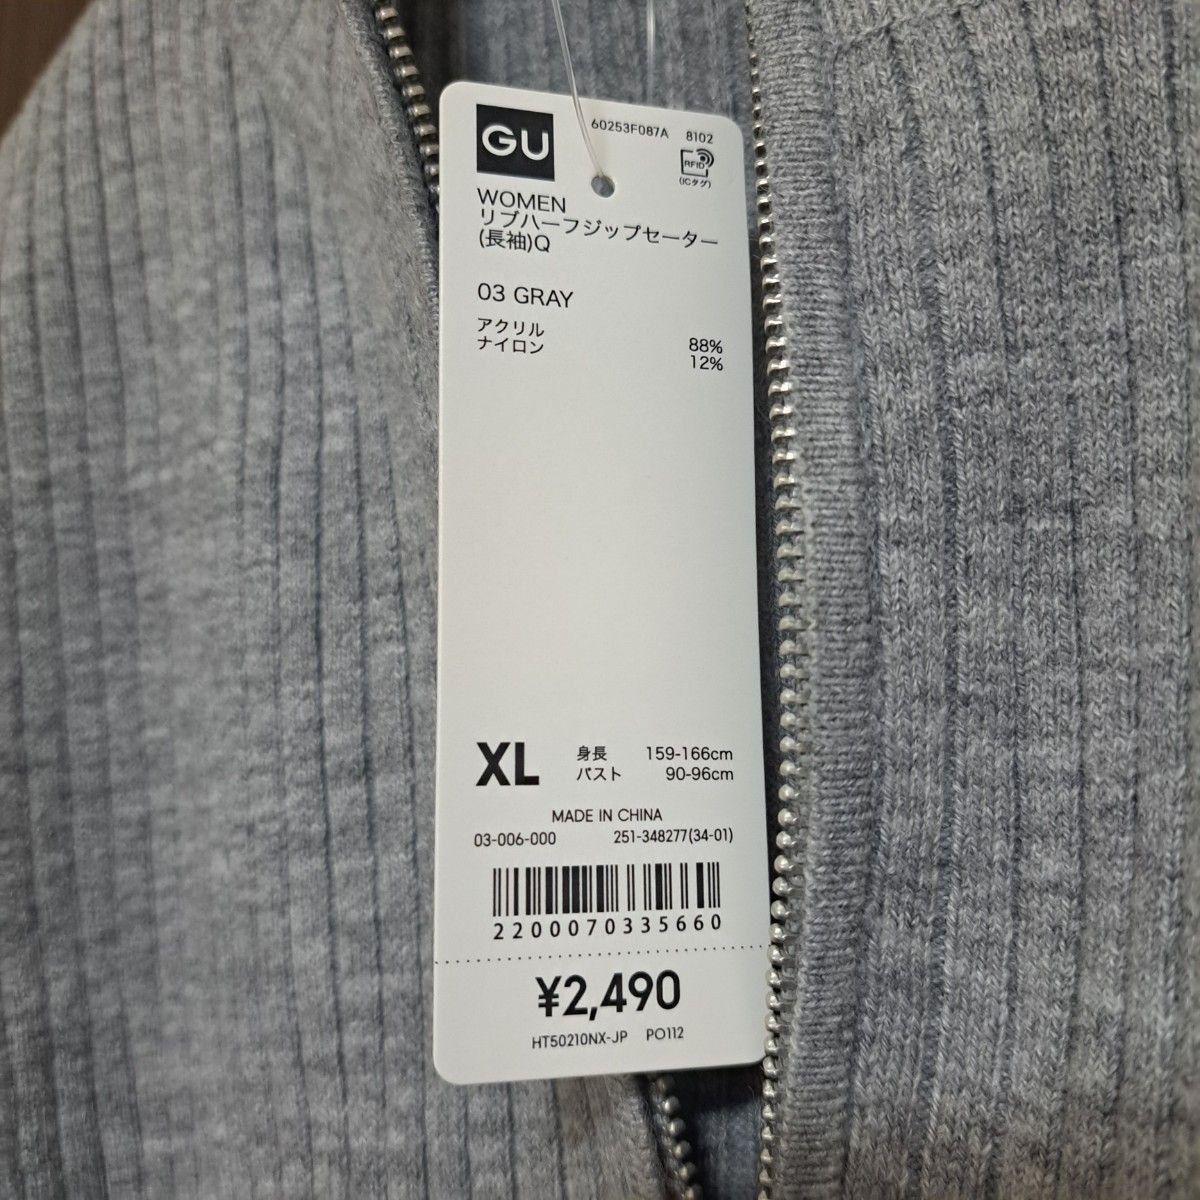 GU
60253F087A 8102
RFID
(ICタグ)
WOMEN
リブハーフジップセーター
(長袖)Q
03 GRAY
アクリル 88%
ナイロン 12%
XL
身長 159-166cm
バスト 90-96cm
MADE IN CHINA
03-006-000 251-348277(34-01)
2200070335660
¥2,490
HT50210NX-JP PO112